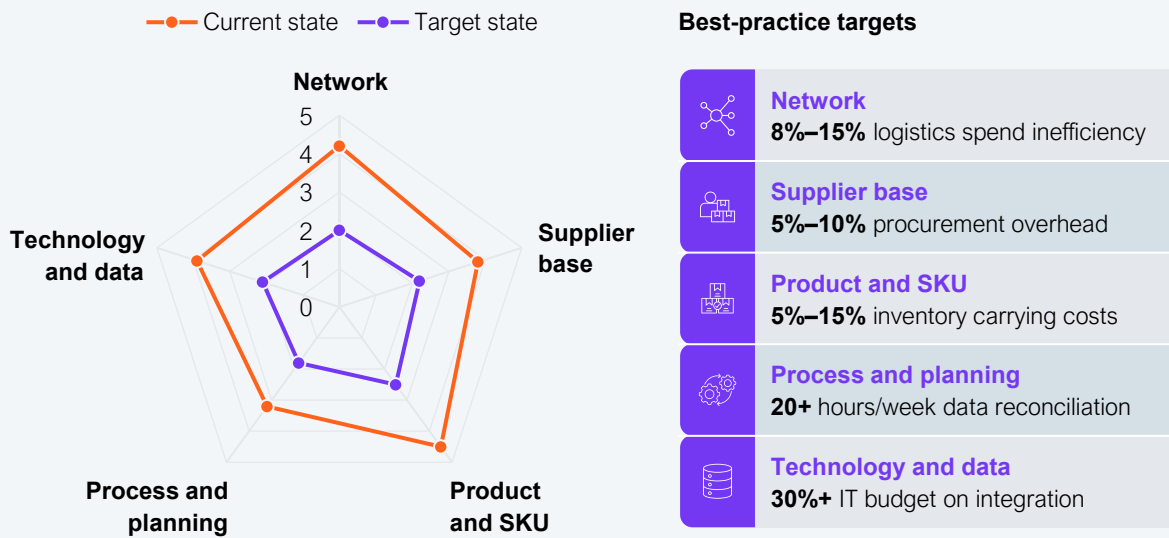 Current state
Target state
Network
5
4
3
2
1
0
Technology
and data
Supplier
base
Process and
planning
Product
and SKU
Best-practice targets
Network
8%–15% logistics spend inefficiency
Supplier base
5%–10% procurement overhead
Product and SKU
5%–15% inventory carrying costs
Process and planning
20+ hours/week data reconciliation
Technology and data
30%+ IT budget on integration